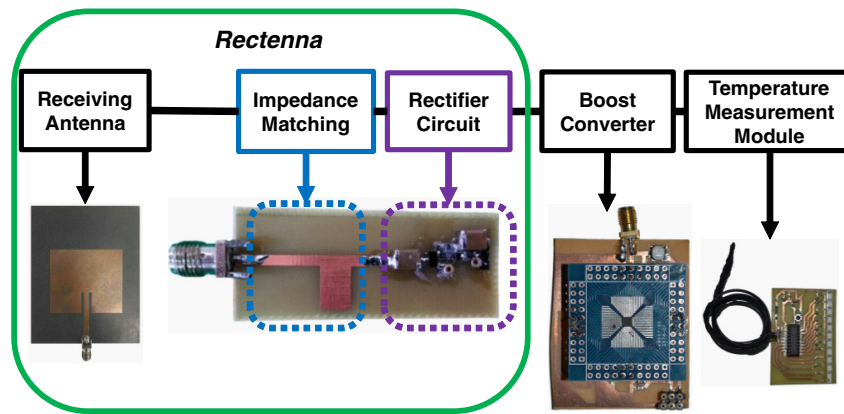 Rectenna
Receiving
Antenna
Impedance
Matching
Rectifier
Circuit
Boost
Converter
Temperature
Measurement
Module